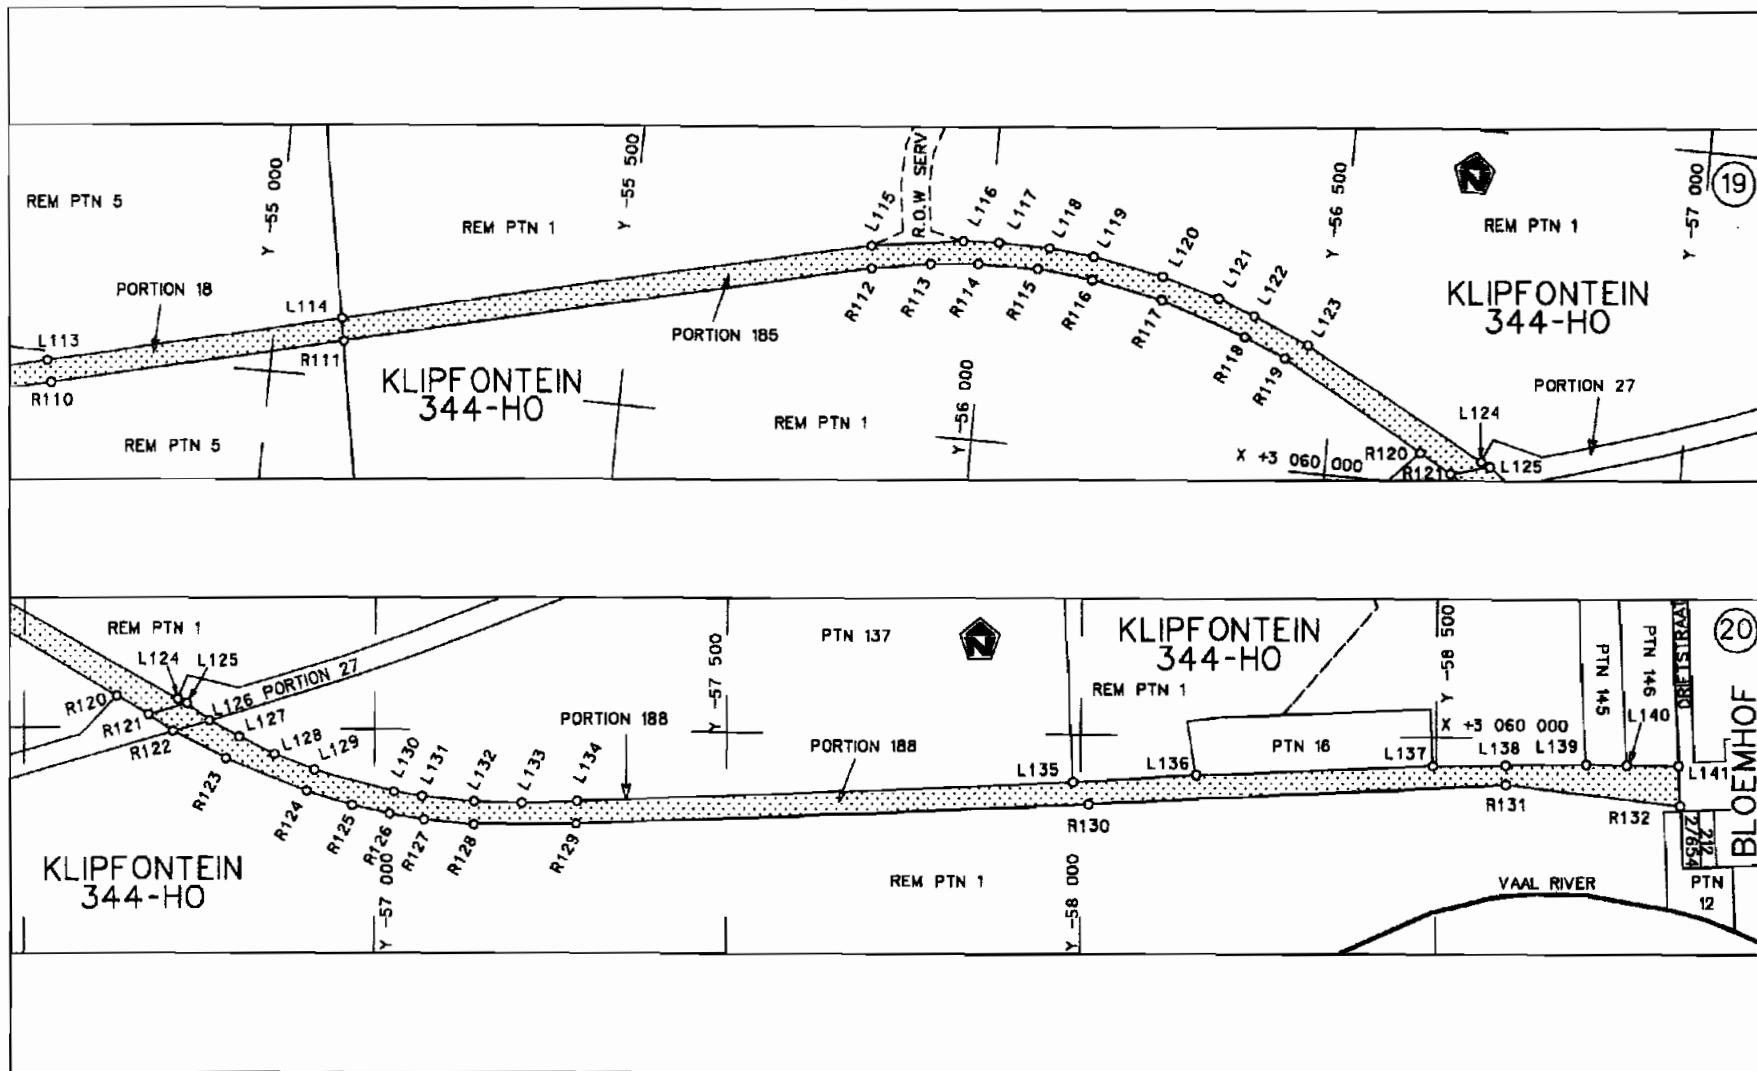 REM PTN 5
Y -55 000
REM PTN 1
Y -55 500
L115
R.O.W SERV
L116
L117
L118
L119
L120
L121
L122
L123
Y -56 500
N
REM PTN 1
Y -57 000
19
PORTION 18
L113
L114
R110
R111
PORTION 185
R112
R113
R114
R115
R116
R117
R118
R119
KLIPFONTEIN
344-HO
KLIPFONTEIN
344-HO
REM PTN 5
REM PTN 1
Y -56 000
X +3 060 000
R120
R121
L124
L125
PORTION 27
REM PTN 1
L124
L125
R120
R121
R122
L126
PORTION 27
L127
L128
L129
L130
L131
L132
L133
L134
R123
R124
R125
R126
R127
R128
R129
Y -57 000
KLIPFONTEIN
344-HO
PORTION 188
Y -57 500
PTN 137
N
PORTION 188
L135
R130
REM PTN 1
Y -58 000
KLIPFONTEIN
344-HO
REM PTN 1
L136
PTN 16
L137
Y -58 500
X +3 060 000
L138
L139
PTN 145
PTN 146
L140
DRIFTSTRAAT
20
L141
R131
R132
BLOEMHOF
212
27654
PTN
12
VAAL RIVER